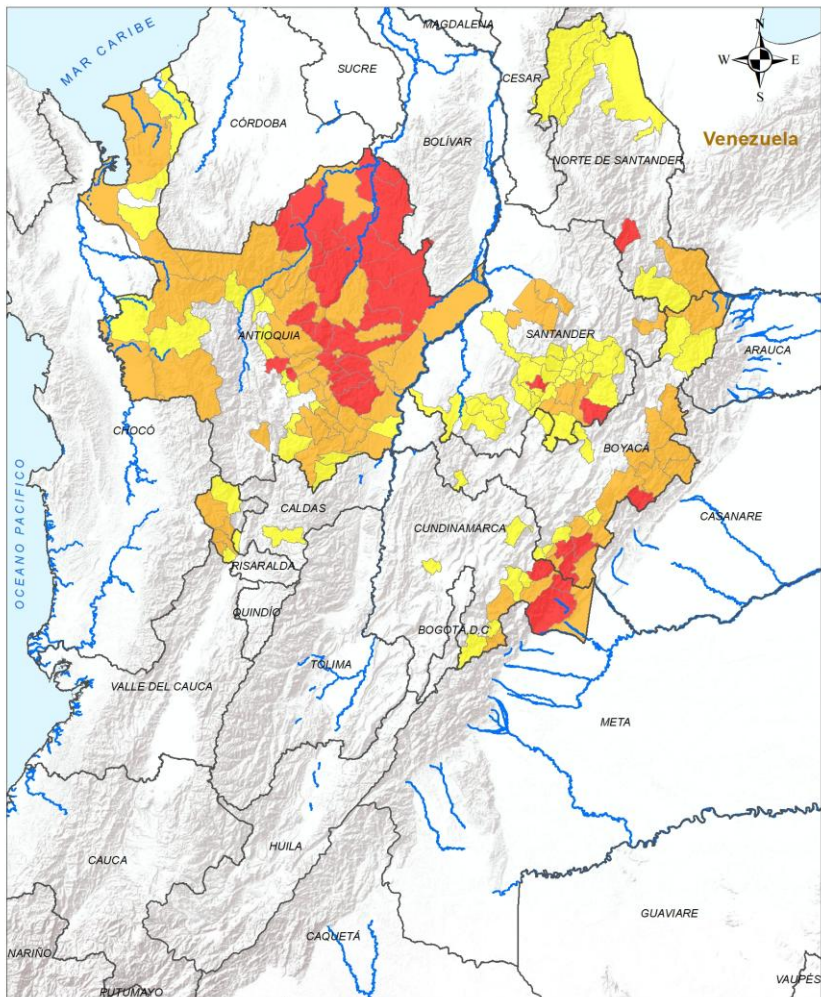 MAGDALENA
MAR CARIBE
N
W E
S
SUCRE
CESAR
CÓRDOBA
BOLÍVAR
Venezuela
NORTE DE SANTANDER
ANTIOQUIA
SANTANDER
ARAUCA
CHOCÓ
BOYACÁ
OCEANO PACIFICO
CALDAS
CUNDINAMARCA
CASANARE
RISARALDA
QUINDÍO
BOGOTÁ, D.C
TOLIMA
VALLE DEL CAUCA
META
HUILA
CAUCA
GUAVIARE
CAQUETÁ
NARIÑO
PUTUMAYO
VAUPÉS